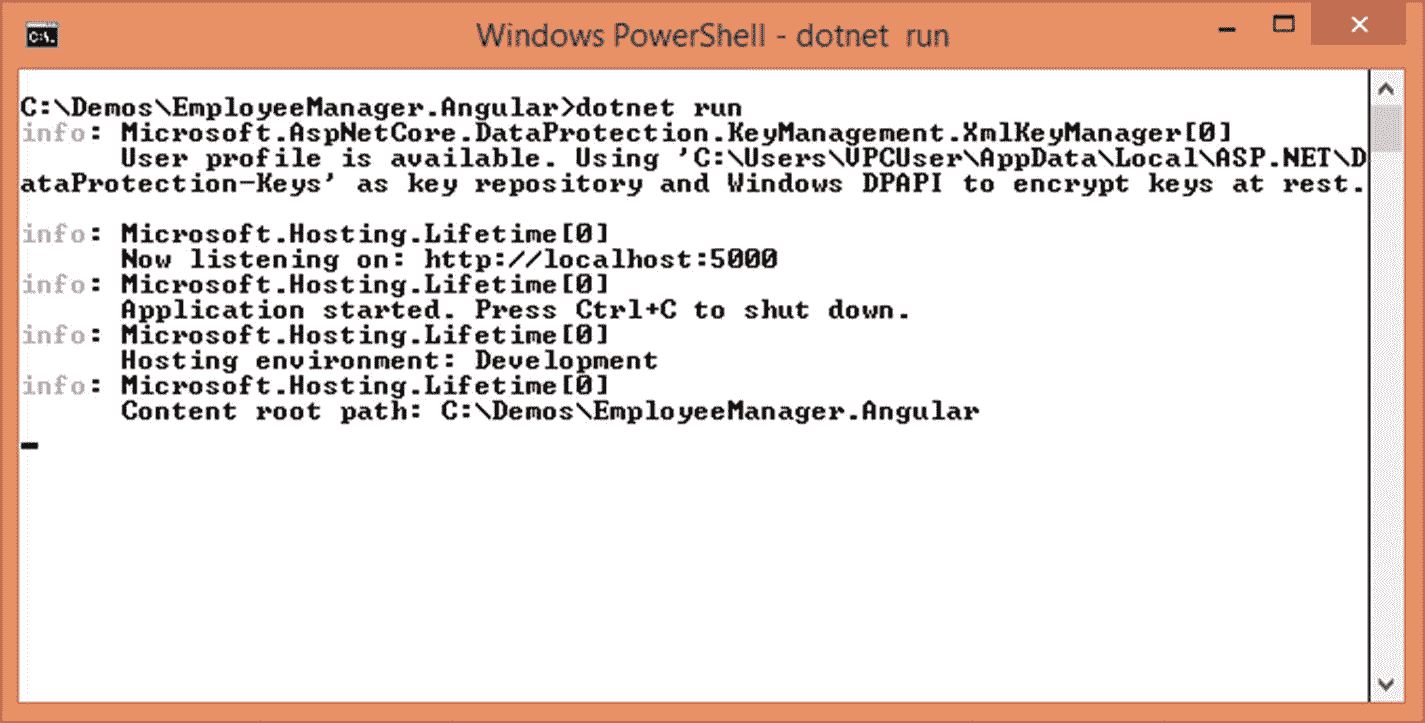 C:\.
Windows PowerShell - dotnet  run
C:\Demos\EmployeeManager.Angular>dotnet run
info: Microsoft.AspNetCore.DataProtection.KeyManagement.XmlKeyManager[0]
      User profile is available. Using 'C:\Users\VPCUser\AppData\Local\ASP.NET\D
ataProtection-Keys' as key repository and Windows DPAPI to encrypt keys at rest.
info: Microsoft.Hosting.Lifetime[0]
      Now listening on: http://localhost:5000
info: Microsoft.Hosting.Lifetime[0]
      Application started. Press Ctrl+C to shut down.
info: Microsoft.Hosting.Lifetime[0]
      Hosting environment: Development
info: Microsoft.Hosting.Lifetime[0]
      Content root path: C:\Demos\EmployeeManager.Angular